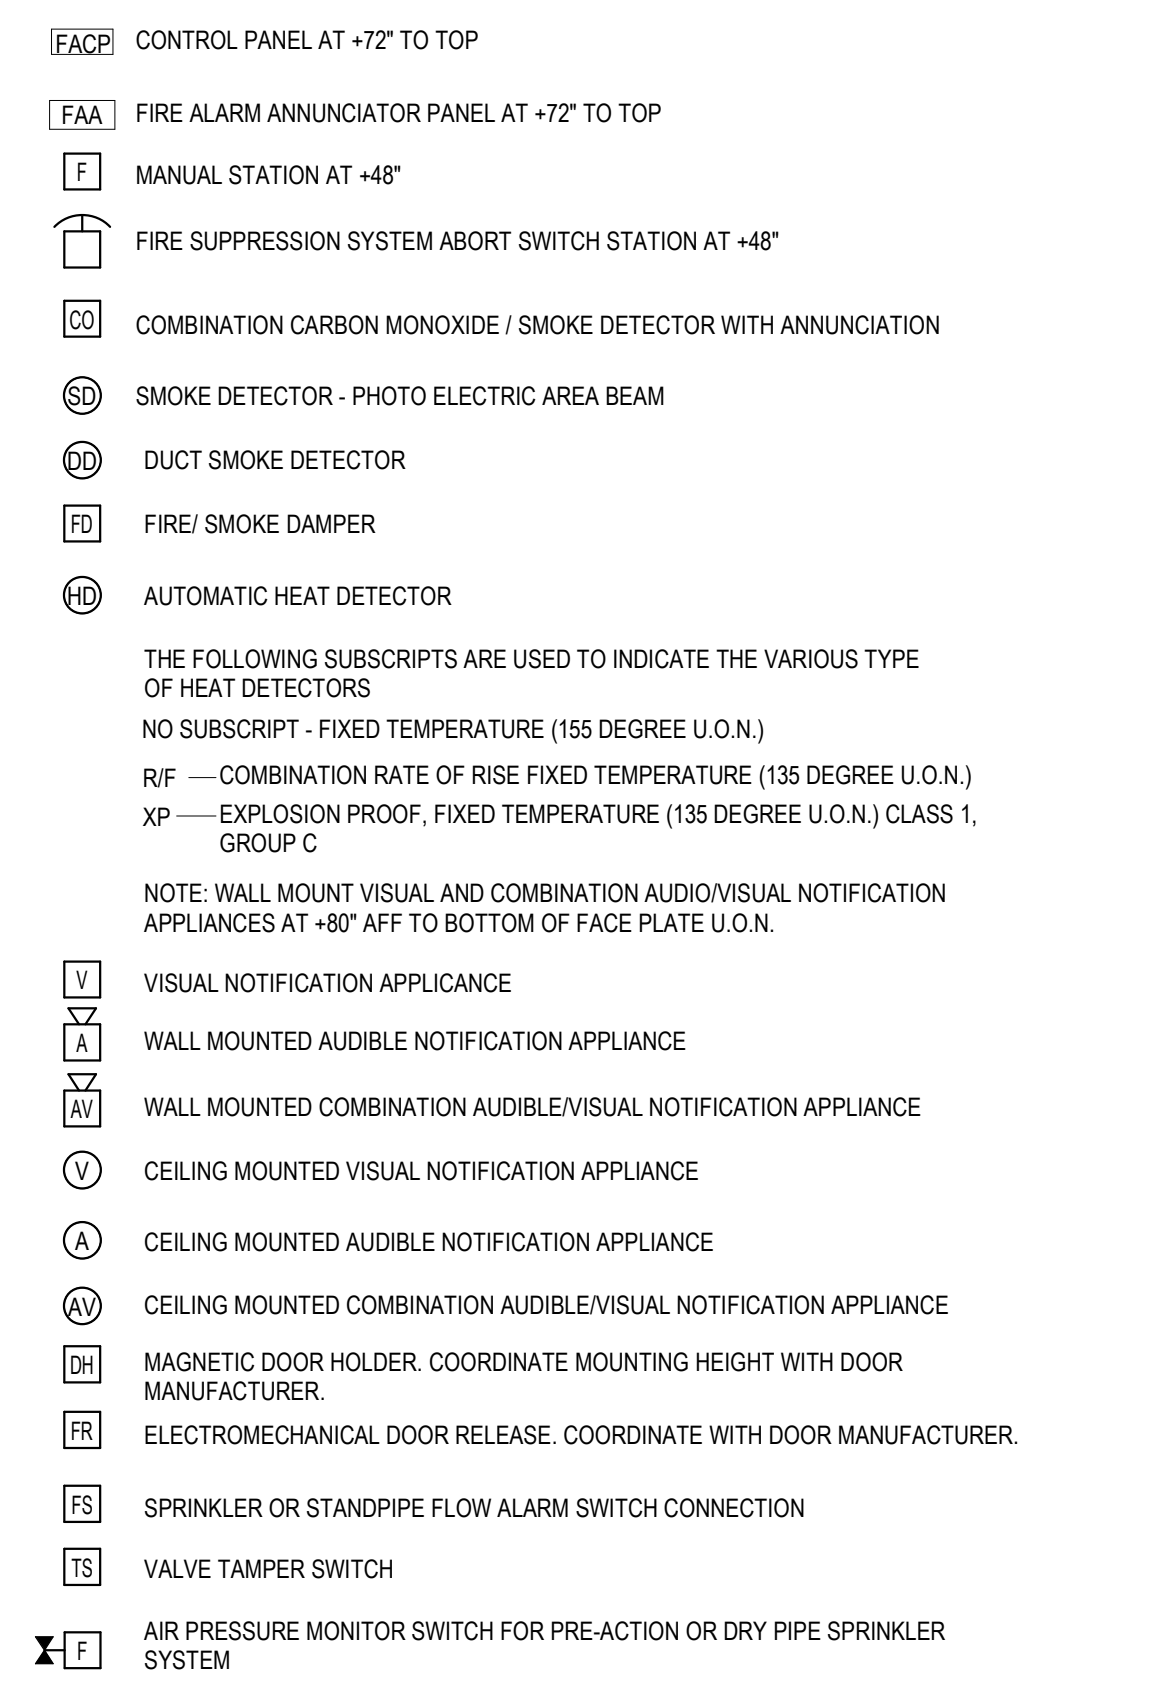 FACP CONTROL PANEL AT +72" TO TOP
FAA FIRE ALARM ANNUNCIATOR PANEL AT +72" TO TOP
F MANUAL STATION AT +48"
FIRE SUPPRESSION SYSTEM ABORT SWITCH STATION AT +48"
CO COMBINATION CARBON MONOXIDE / SMOKE DETECTOR WITH ANNUNCIATION
SD SMOKE DETECTOR - PHOTO ELECTRIC AREA BEAM
DD DUCT SMOKE DETECTOR
FD FIRE/ SMOKE DAMPER
HD AUTOMATIC HEAT DETECTOR
THE FOLLOWING SUBSCRIPTS ARE USED TO INDICATE THE VARIOUS TYPE
OF HEAT DETECTORS
NO SUBSCRIPT - FIXED TEMPERATURE (155 DEGREE U.O.N.)
R/F — COMBINATION RATE OF RISE FIXED TEMPERATURE (135 DEGREE U.O.N.)
XP — EXPLOSION PROOF, FIXED TEMPERATURE (135 DEGREE U.O.N.) CLASS 1,
GROUP C
NOTE: WALL MOUNT VISUAL AND COMBINATION AUDIO/VISUAL NOTIFICATION
APPLIANCES AT +80" AFF TO BOTTOM OF FACE PLATE U.O.N.
V VISUAL NOTIFICATION APPLICANCE
A WALL MOUNTED AUDIBLE NOTIFICATION APPLIANCE
AV WALL MOUNTED COMBINATION AUDIBLE/VISUAL NOTIFICATION APPLIANCE
V CEILING MOUNTED VISUAL NOTIFICATION APPLIANCE
A CEILING MOUNTED AUDIBLE NOTIFICATION APPLIANCE
AV CEILING MOUNTED COMBINATION AUDIBLE/VISUAL NOTIFICATION APPLIANCE
DH MAGNETIC DOOR HOLDER. COORDINATE MOUNTING HEIGHT WITH DOOR
MANUFACTURER.
FR ELECTROMECHANICAL DOOR RELEASE. COORDINATE WITH DOOR MANUFACTURER.
FS SPRINKLER OR STANDPIPE FLOW ALARM SWITCH CONNECTION
TS VALVE TAMPER SWITCH
F AIR PRESSURE MONITOR SWITCH FOR PRE-ACTION OR DRY PIPE SPRINKLER
SYSTEM